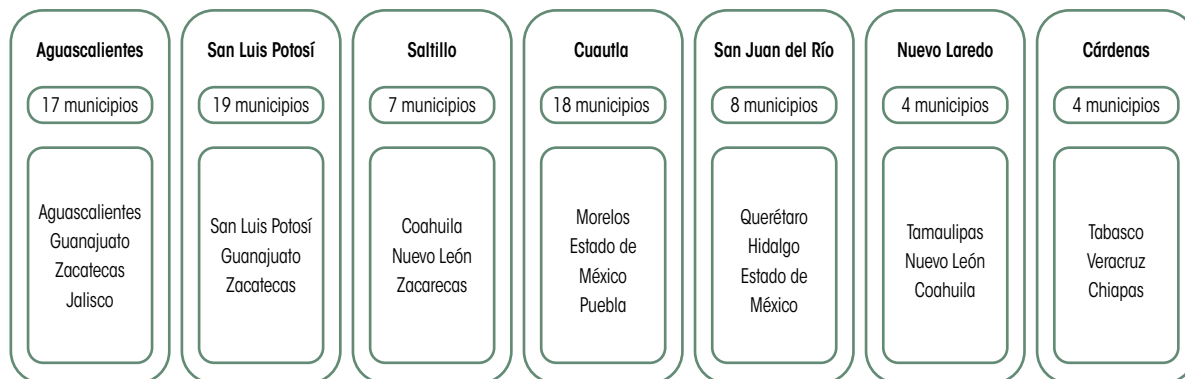 Aguascalientes
17 municipios
Aguascalientes
Guanajuato
Zacatecas
Jalisco
San Luis Potosí
19 municipios
San Luis Potosí
Guanajuato
Zacatecas
Saltillo
7 municipios
Coahuila
Nuevo León
Zacarecas
Cuautla
18 municipios
Morelos
Estado de
México
Puebla
San Juan del Río
8 municipios
Querétaro
Hidalgo
Estado de
México
Nuevo Laredo
4 municipios
Tamaulipas
Nuevo León
Coahuila
Cárdenas
4 municipios
Tabasco
Veracruz
Chiapas